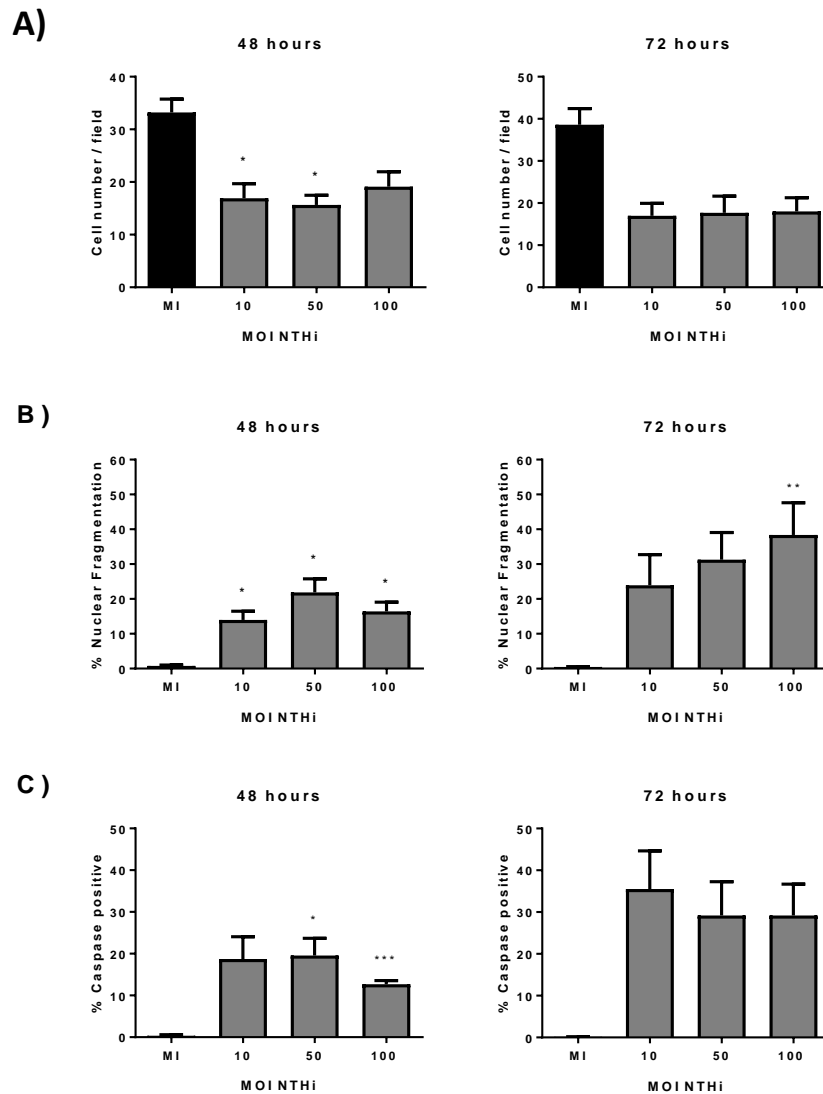 A)
48 hours
Cell number / field
40
30
20
10
0
* *
MI 10 50 100
MOI NTHi
72 hours
Cell number / field
50
40
30
20
10
0
MI 10 50 100
MOI NTHi
B)
48 hours
% Nuclear Fragmentation
60
50
40
30
20
10
0
* * *
MI 10 50 100
MOI NTHi
72 hours
% Nuclear Fragmentation
60
50
40
30
20
10
0
**
MI 10 50 100
MOI NTHi
C)
48 hours
% Caspase positive
50
40
30
20
10
0
* ***
MI 10 50 100
MOI NTHi
72 hours
% Caspase positive
50
40
30
20
10
0
MI 10 50 100
MOI NTHi